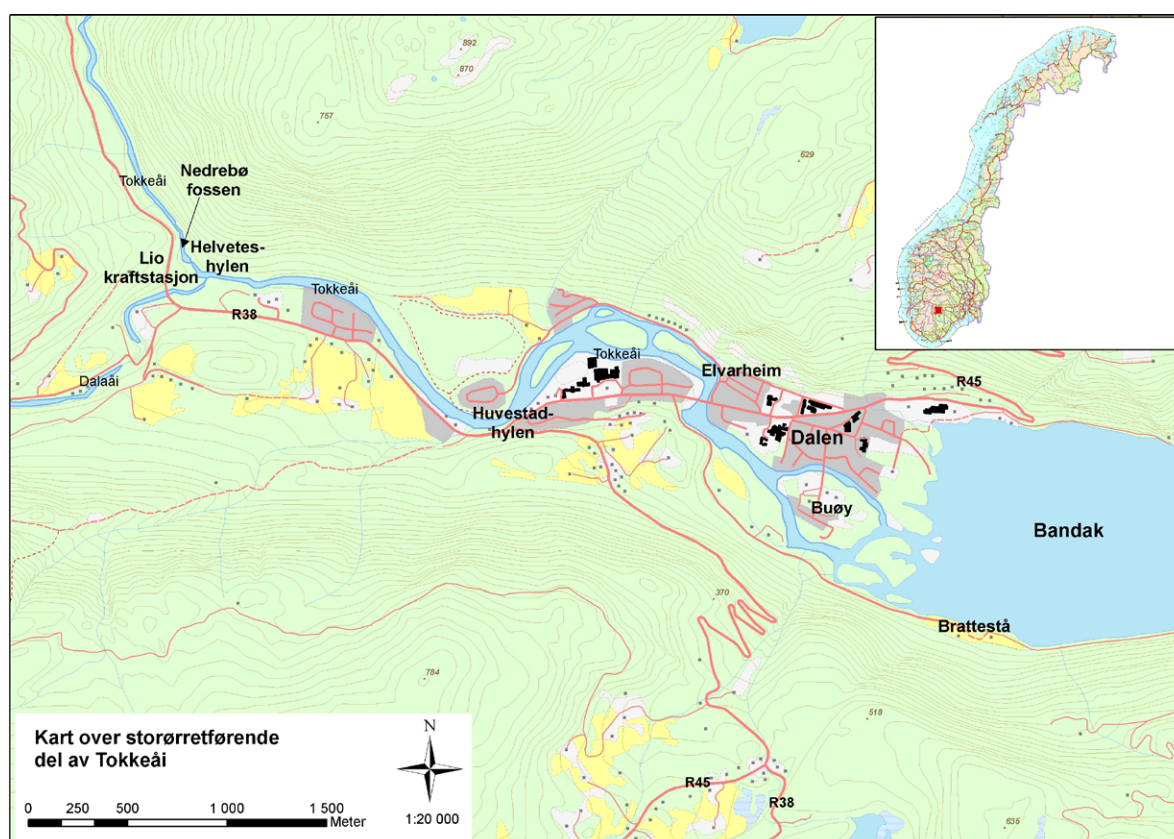 892
870
757
629
Tokkeåi
Nedrebø
fossen
Helvetes-
hylen
Lio
kraftstasjon
R38
Tokkeåi
Dalaåi
Tokkeåi
Elvarheim
R45
Huvestad-
hylen
Dalen
Buøy
Bandak
370
Brattestå
784
518
R45
R38
635
Kart over storørretførende
del av Tokkeåi
N
0 250 500 1 000 1 500
Meter
1:20 000